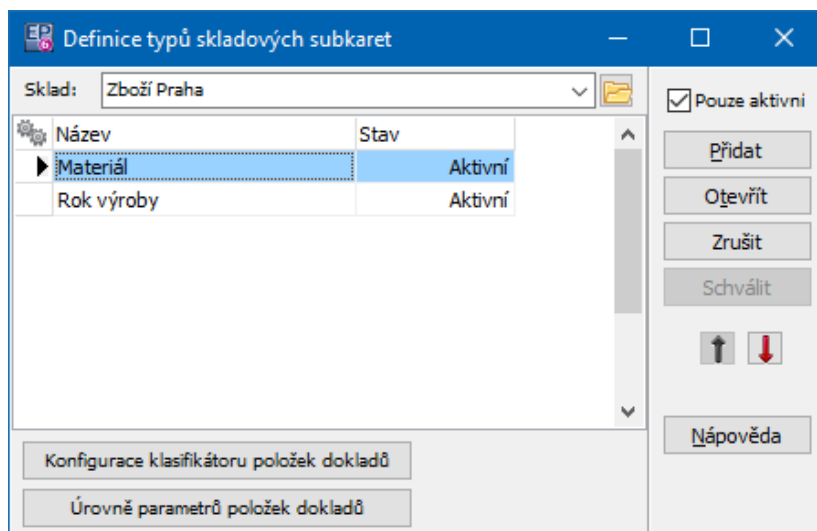 Definice typů skladových subkaret
Sklad: Zboží Praha
Pouze aktivni
Název Stav
Materiál Aktivní
Rok výroby Aktivní
Přidat
Otevřít
Zrušit
Schválit
Nápověda
Konfigurace klasifikátoru položek dokladů
Úrovně parametrů položek dokladů